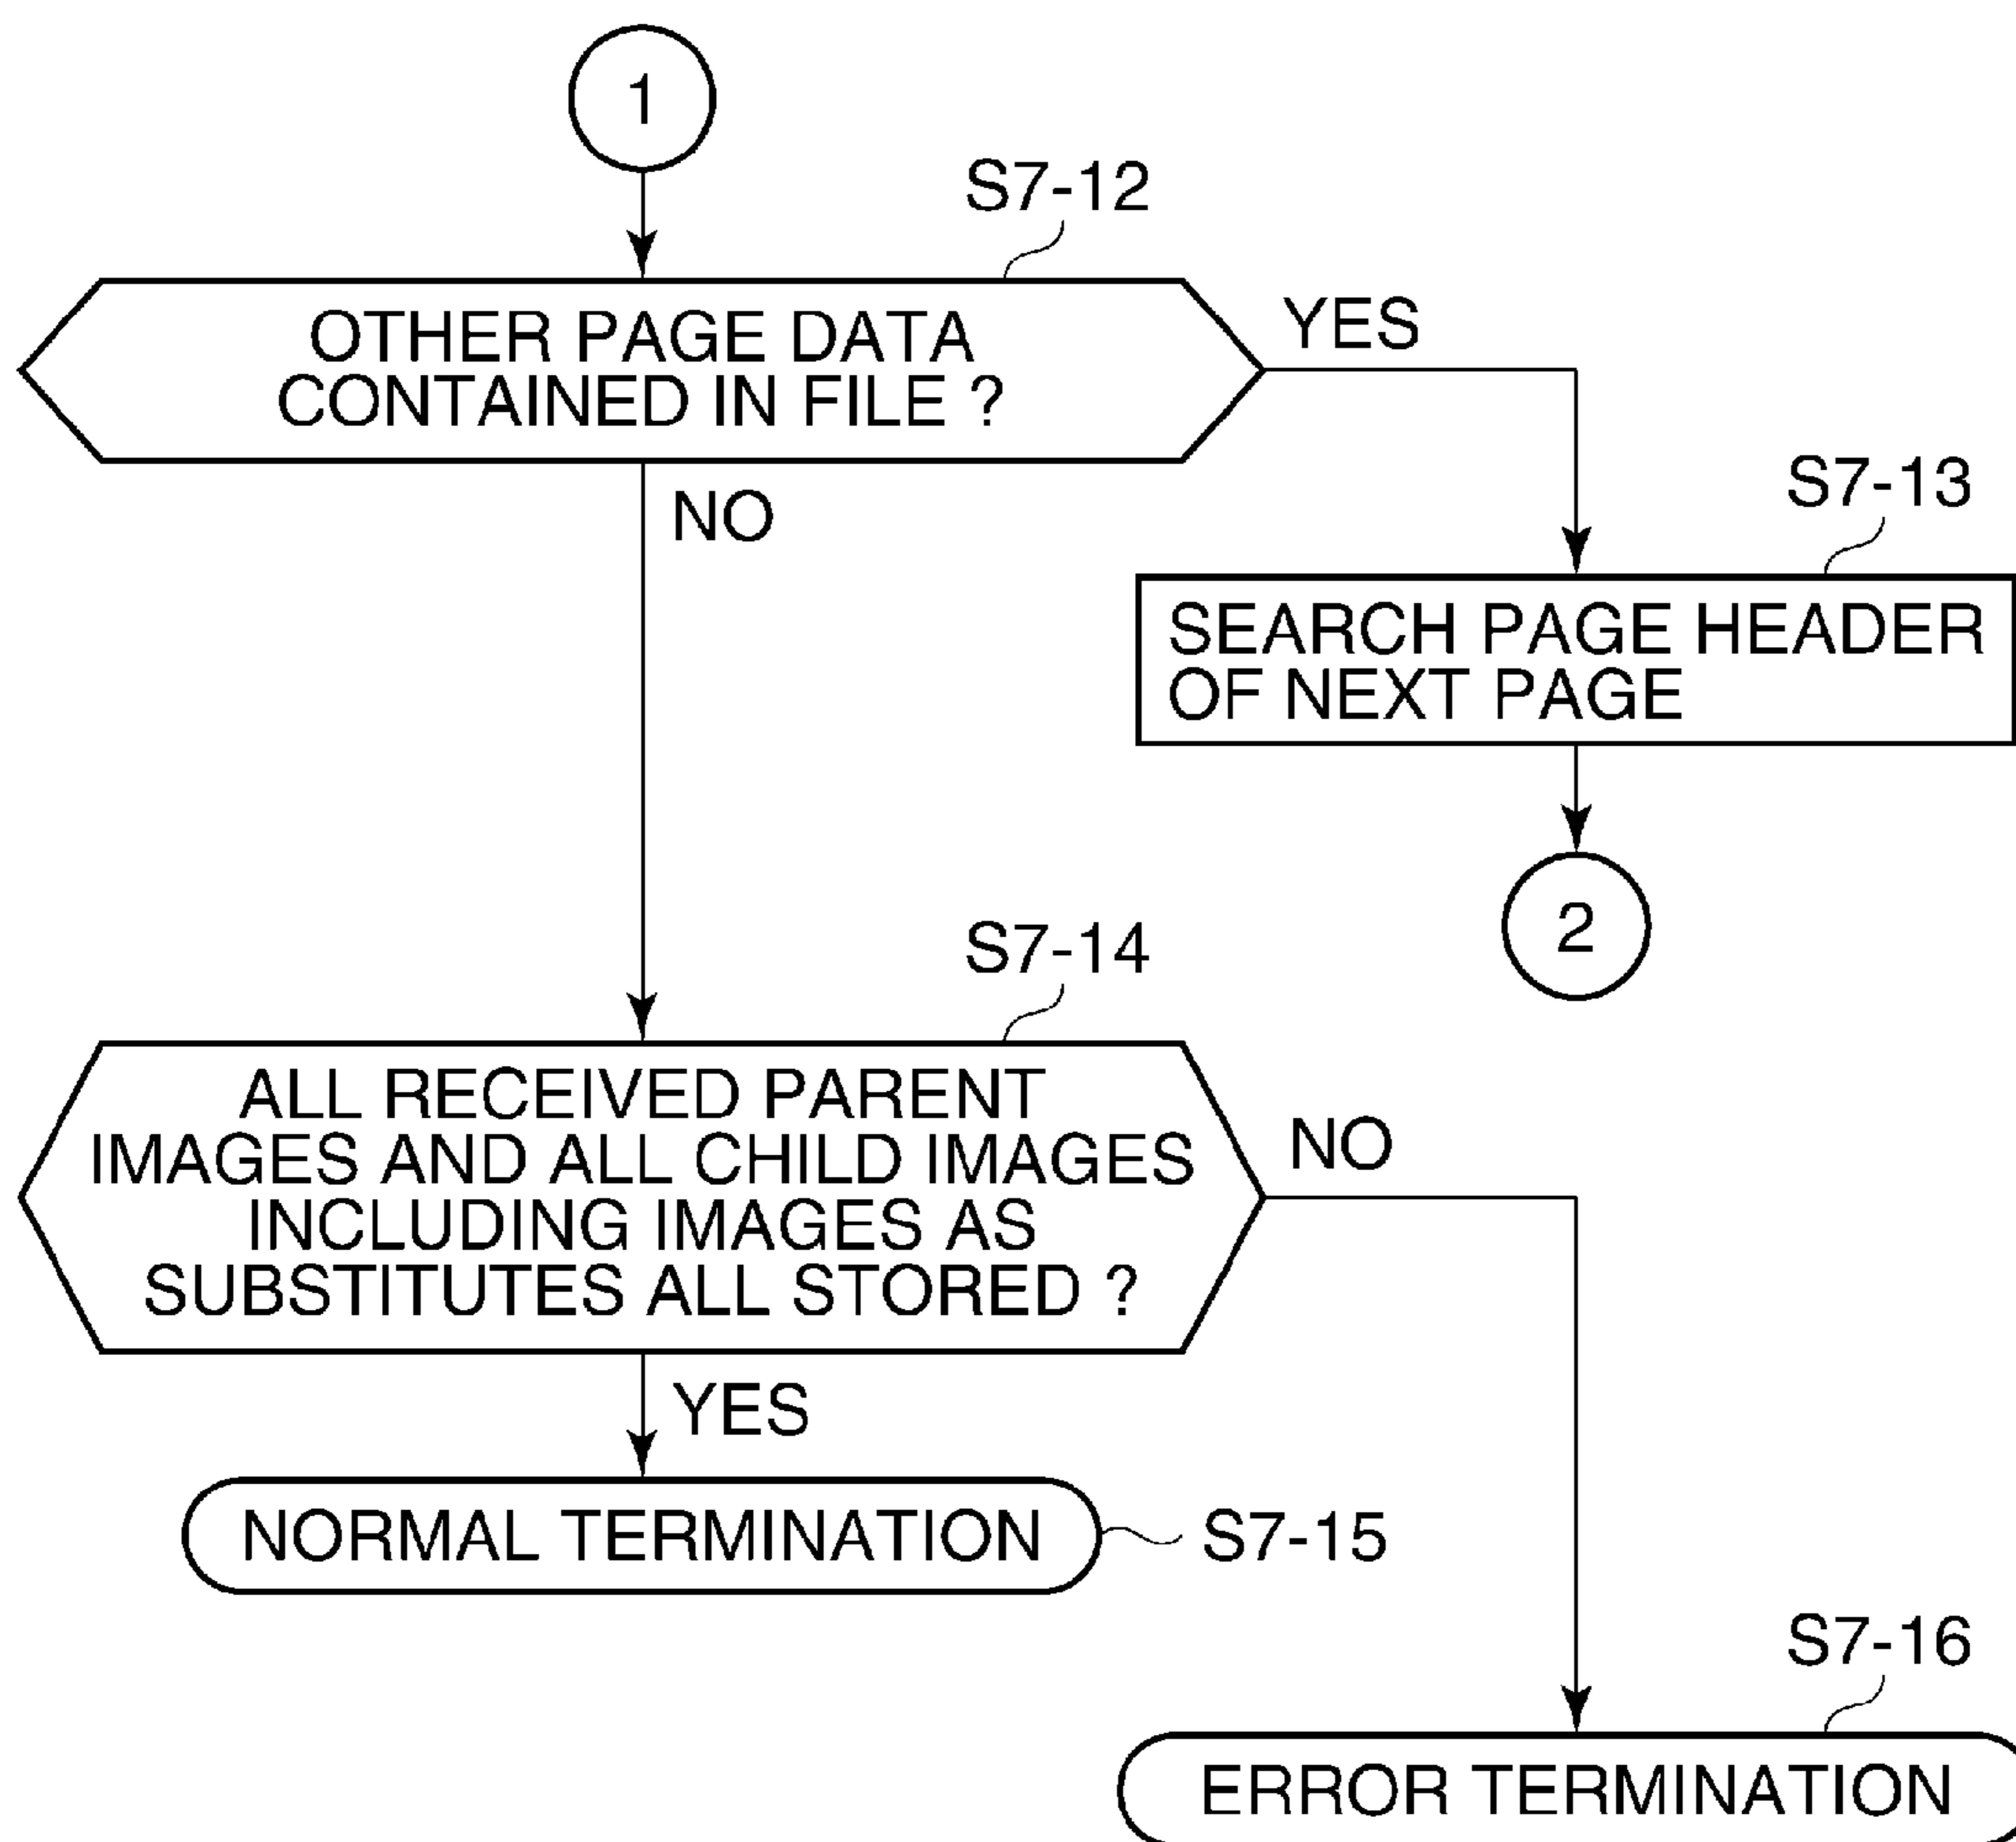 1
S7-12
OTHER PAGE DATA
CONTAINED IN FILE ?
YES
NO
S7-13
SEARCH PAGE HEADER
OF NEXT PAGE
2
S7-14
ALL RECEIVED PARENT
IMAGES AND ALL CHILD IMAGES
INCLUDING IMAGES AS
SUBSTITUTES ALL STORED ?
NO
YES
NORMAL TERMINATION
S7-15
S7-16
ERROR TERMINATION